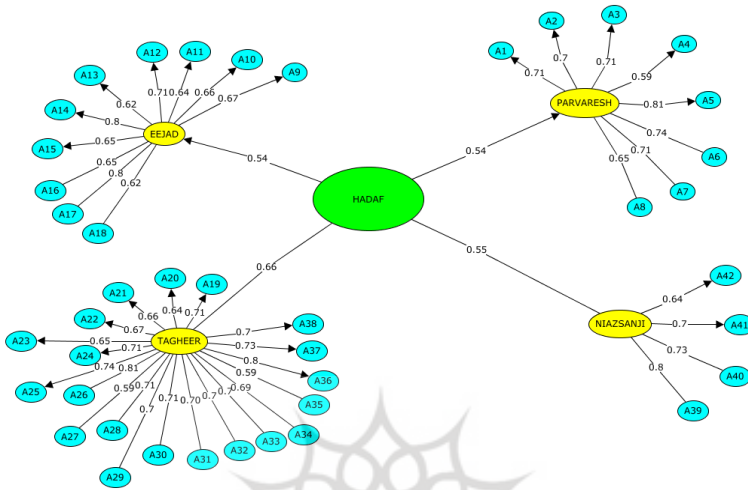 A1
0.71
A2
0.7
A3
0.71
A4
0.59
A5
0.81
A6
0.74
A7
0.71
A8
0.65
PARVARESH
0.54
A9
0.67
A10
0.66
A11
0.64
A12
0.71
A13
0.62
A14
0.8
A15
0.65
A16
0.65
A17
0.8
A18
0.62
EEJAD
0.54
HADAF
0.66
0.55
A19
0.71
A20
0.64
A21
0.66
A22
0.67
A23
0.65
A24
0.71
A25
0.74
A26
0.81
A27
0.59
A28
0.71
A29
0.7
A30
0.71
A31
0.70
A32
0.7
A33
A34
0.69
A35
0.59
A36
0.8
A37
0.73
A38
0.7
TAGHEER
NIAZSANJI
A42
0.64
A41
0.7
A40
0.73
A39
0.8